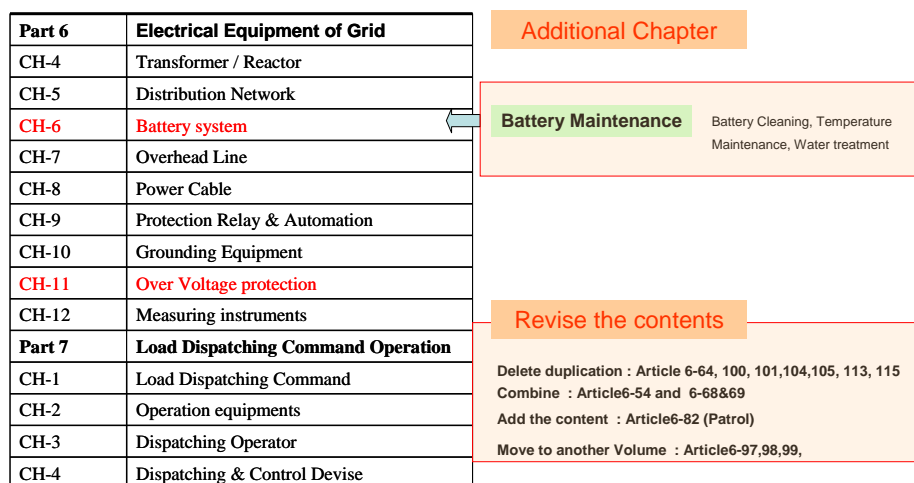 Part 6 Electrical Equipment of Grid
CH-4 Transformer / Reactor
CH-5 Distribution Network
CH-6 Battery system
CH-7 Overhead Line
CH-8 Power Cable
CH-9 Protection Relay & Automation
CH-10 Grounding Equipment
CH-11 Over Voltage protection
CH-12 Measuring instruments
Part 7 Load Dispatching Command Operation
CH-1 Load Dispatching Command
CH-2 Operation equipments
CH-3 Dispatching Operator
CH-4 Dispatching & Control Devise
Additional Chapter
Battery Maintenance
Battery Cleaning, Temperature
Maintenance, Water treatment
Revise the contents
Delete duplication : Article 6-64, 100, 101,104,105, 113, 115
Combine : Article6-54 and 6-68&69
Add the content : Article6-82 (Patrol)
Move to another Volume : Article6-97,98,99,